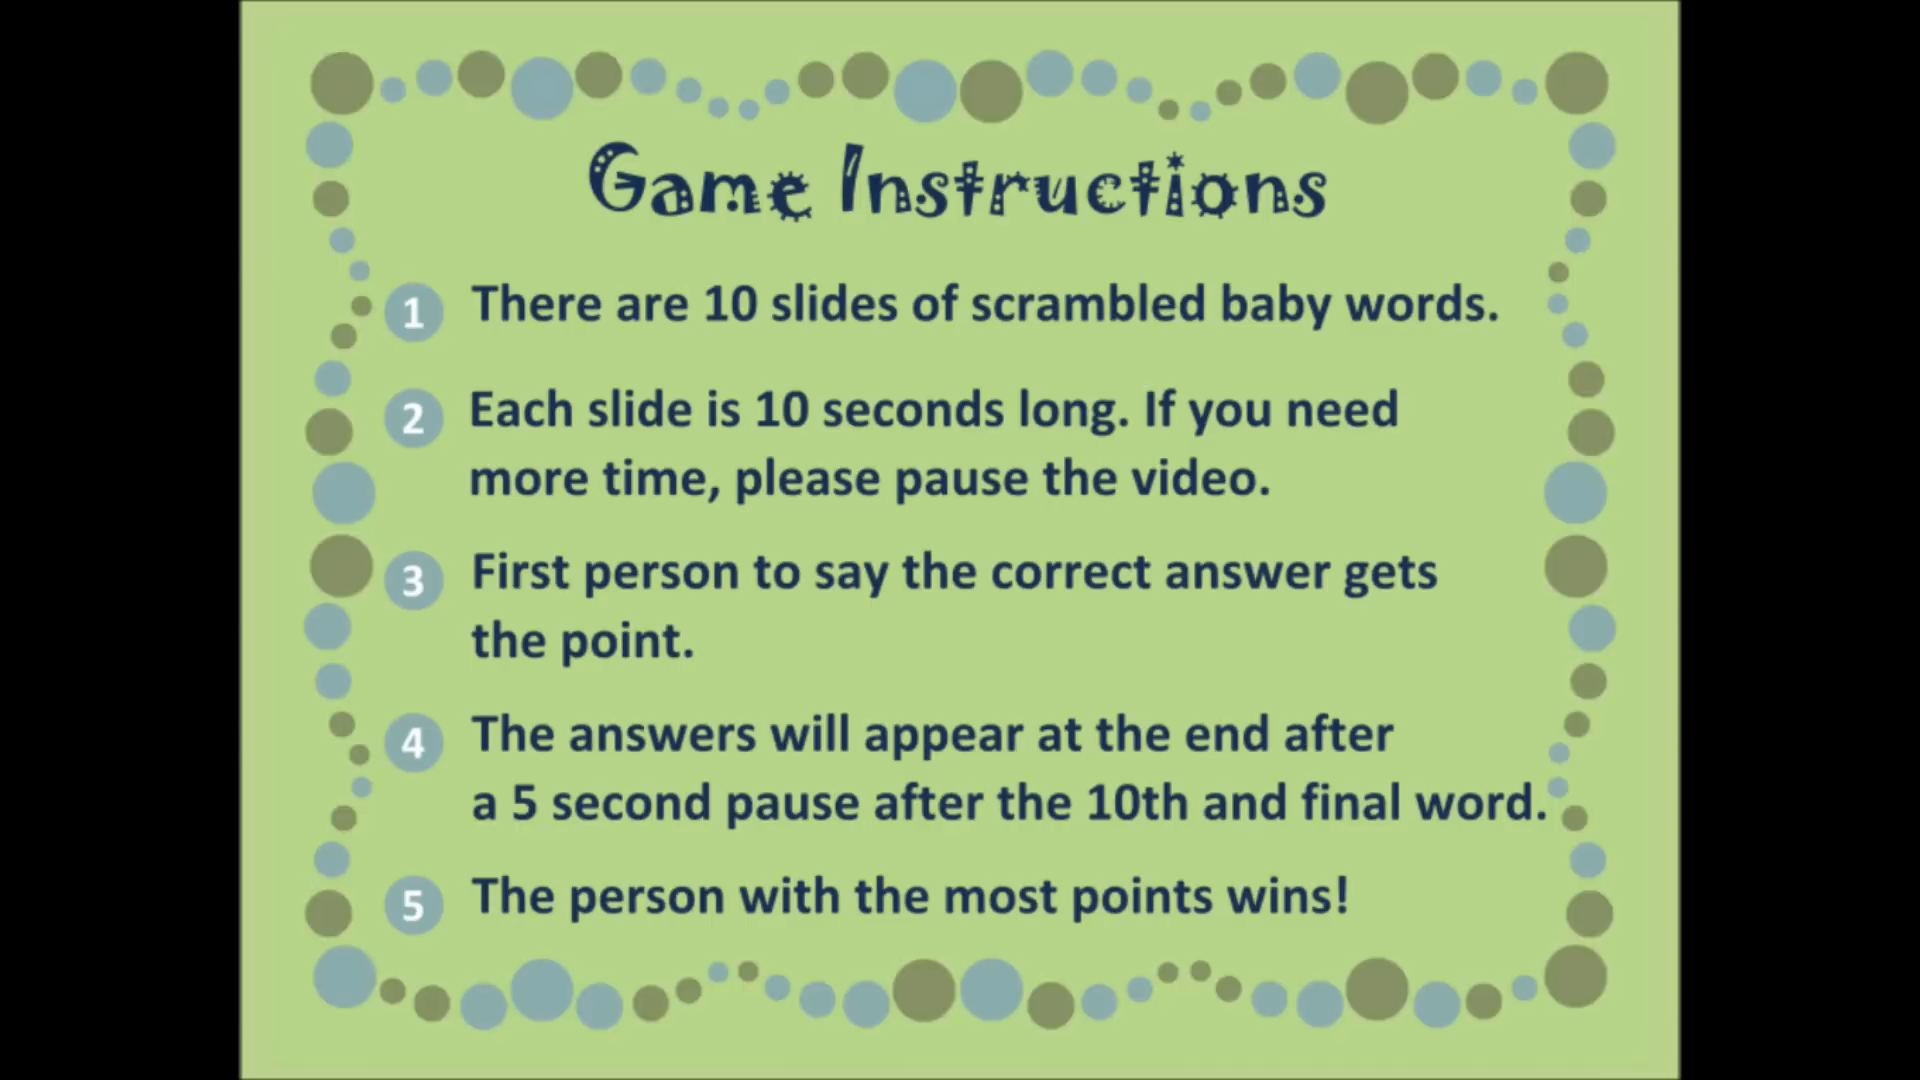 Game Instructions
1 There are 10 slides of scrambled baby words.
2 Each slide is 10 seconds long. If you need
more time, please pause the video.
3 First person to say the correct answer gets
the point.
4 The answers will appear at the end after
a 5 second pause after the 10th and final word.
5 The person with the most points wins!